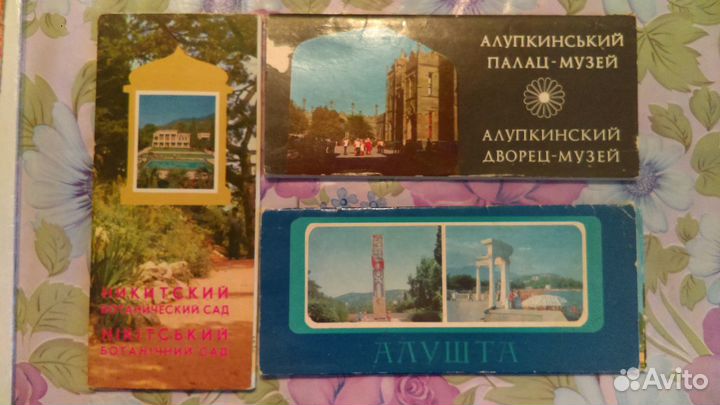 НИКИТСКИЙ
БОТАНИЧЕСКИЙ САД
НІКІТСЬКИЙ
БОТАНІЧНИЙ САД
АЛУПКИНСЬКИЙ
ПАЛАЦ-МУЗЕЙ
АЛУПКИНСКИЙ
ДВОРЕЦ-МУЗЕЙ
АЛУШТА
Avito